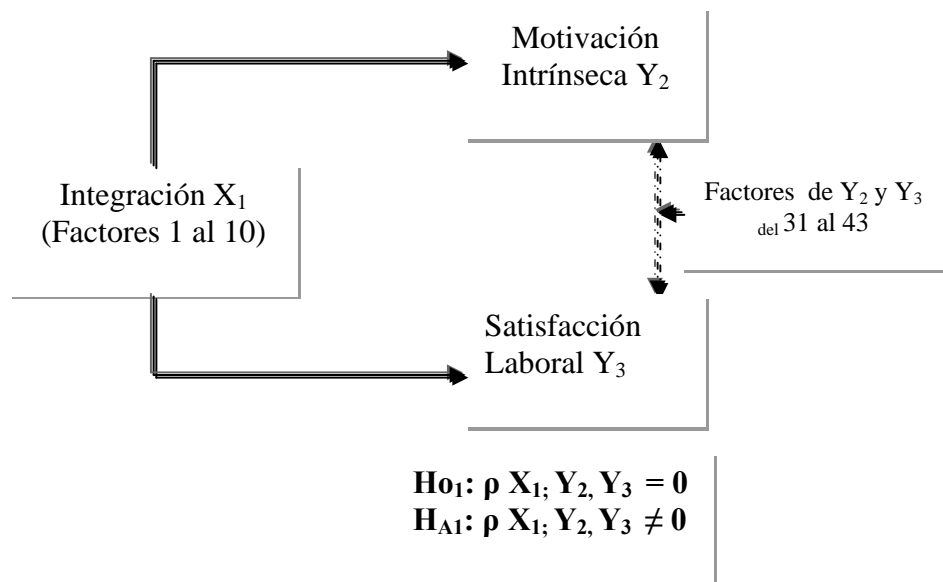 Motivación
Intrínseca Y₂
Integración X₁
(Factores 1 al 10)
Factores de Y₂ y Y₃
del 31 al 43
Satisfacción
Laboral Y₃
Ho₁: ρ X₁; Y₂, Y₃ = 0
H_A1: ρ X₁; Y₂, Y₃ ≠ 0